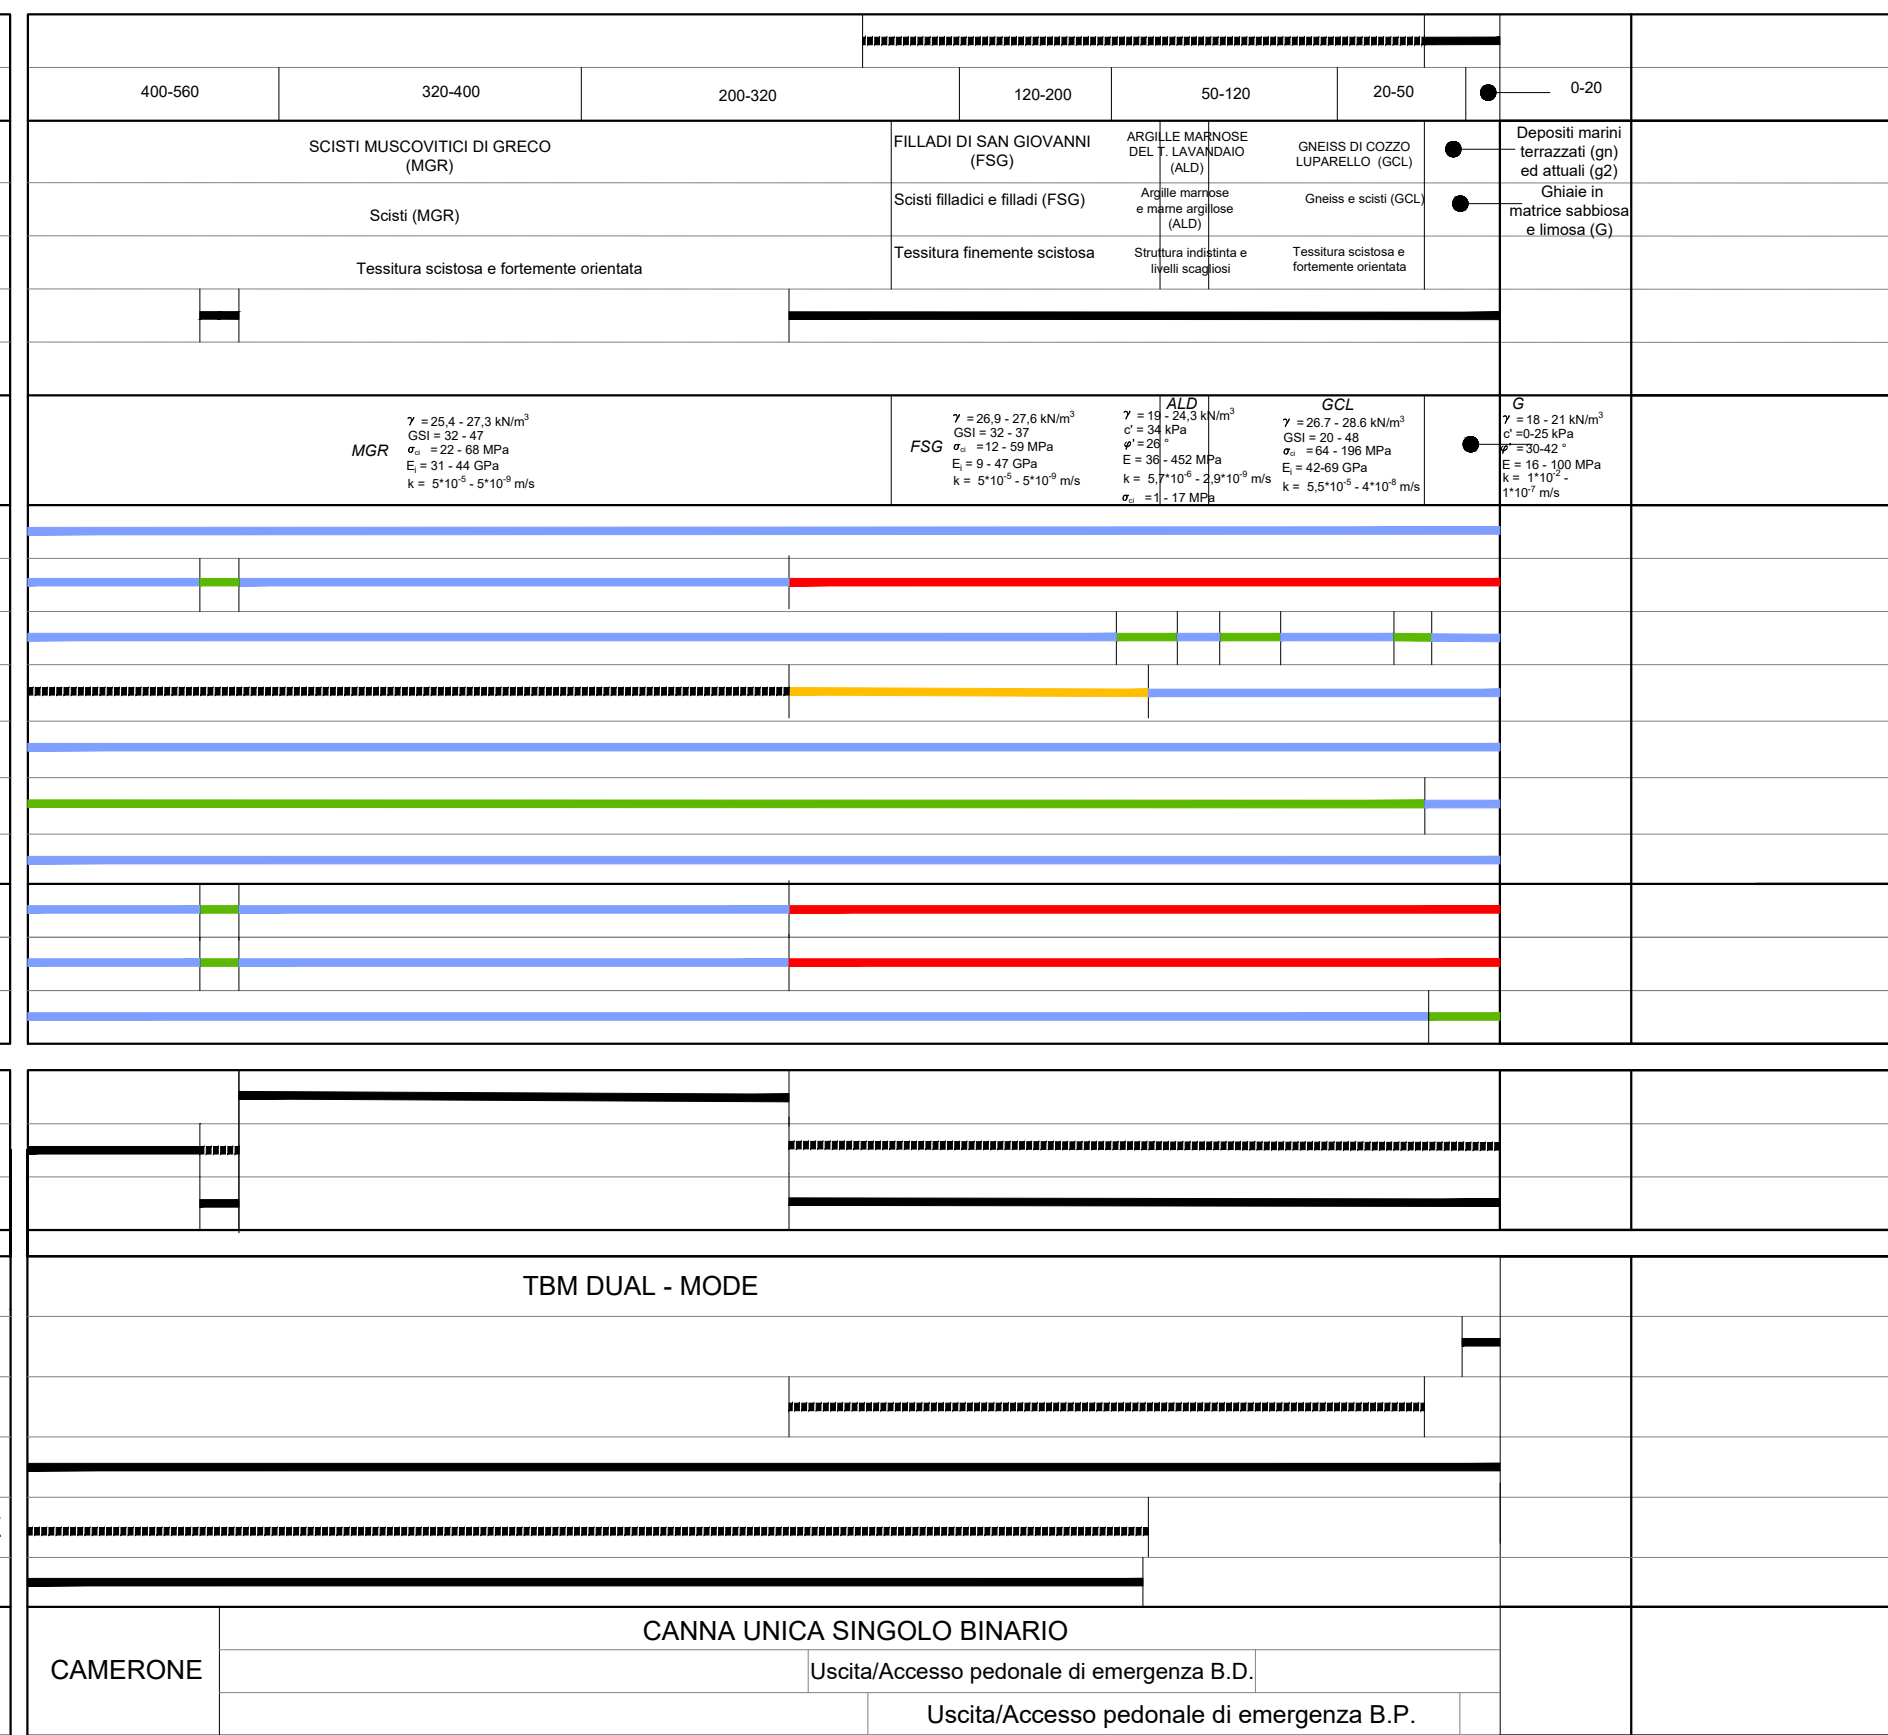 400-560
320-400
200-320
120-200
50-120
20-50
0-20
SCISTI MUSCOVITICI DI GRECO
(MGR)
FILLADI DI SAN GIOVANNI
(FSG)
ARGILLE MARNOSE
DEL T. LAVANDAIO
(ALD)
GNEISS DI COZZO
LUPARELLO (GCL)
Depositi marini
terrazzati (gn)
ed attuali (g2)
Scisti (MGR)
Scisti filladici e filladi (FSG)
Argille marnose
e marne argillose
(ALD)
Gneiss e scisti (GCL)
Ghiaie in
matrice sabbiosa
e limosa (G)
Tessitura scistosa e fortemente orientata
Tessitura finemente scistosa
Struttura indistinta e
livelli scagliosi
Tessitura scistosa e
fortemente orientata
MGR
γ = 25,4 - 27,3 kN/m³
GSI = 32 - 47
σci = 22 - 68 MPa
Ei = 31 - 44 GPa
k = 5*10⁻⁵ - 5*10⁻⁹ m/s
FSG
γ = 26,9 - 27,6 kN/m³
GSI = 32 - 37
σci = 12 - 59 MPa
Ei = 9 - 47 GPa
k = 5*10⁻⁵ - 5*10⁻⁹ m/s
ALD
γ = 19 - 24,3 kN/m³
c' = 34 kPa
φ' = 26 °
E = 36 - 452 MPa
k = 5,7*10⁻⁶ - 2,9*10⁻⁹ m/s
σci = 1 - 17 MPa
GCL
γ = 26.7 - 28.6 kN/m³
GSI = 20 - 48
σci = 64 - 196 MPa
Ei = 42-69 GPa
k = 5,5*10⁻⁵ - 4*10⁻⁸ m/s
G
γ = 18 - 21 kN/m³
c' =0-25 kPa
φ' =30-42 °
E = 16 - 100 MPa
k = 1*10⁻² -
1*10⁻⁷ m/s
TBM DUAL - MODE
CAMERONE
CANNA UNICA SINGOLO BINARIO
Uscita/Accesso pedonale di emergenza B.D.
Uscita/Accesso pedonale di emergenza B.P.